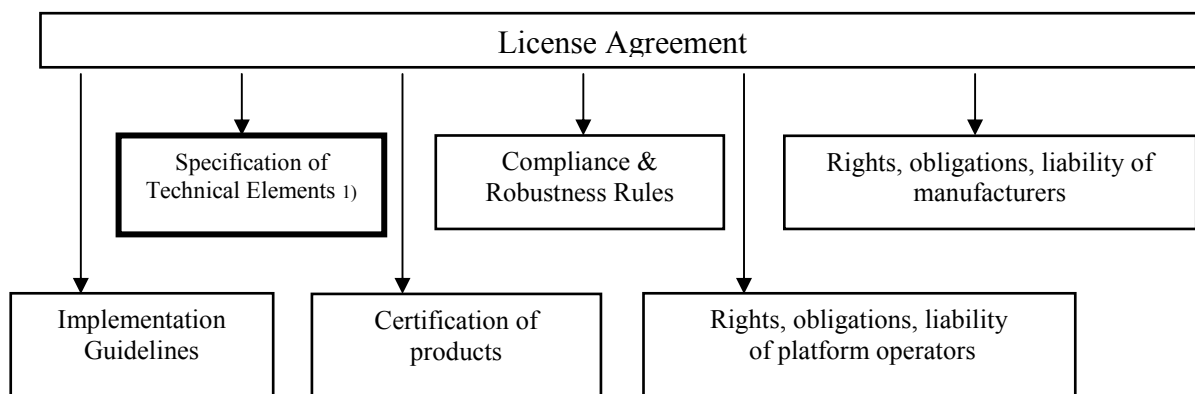 License Agreement
Specification of
Technical Elements 1)
Compliance &
Robustness Rules
Rights, obligations, liability of
manufacturers
Implementation
Guidelines
Certification of
products
Rights, obligations, liability
of platform operators